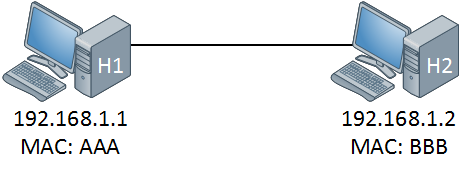 H1
H2
192.168.1.1
192.168.1.2
MAC: AAA
MAC: BBB